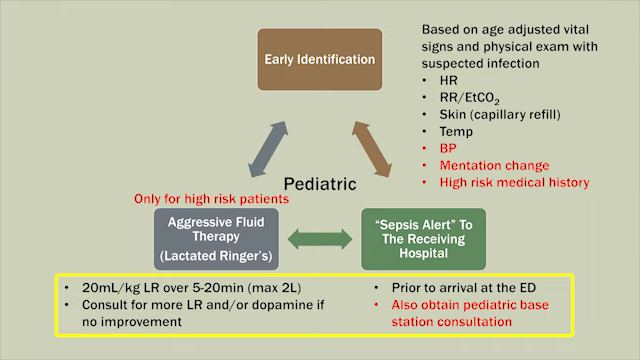 Early Identification
Based on age adjusted vital
signs and physical exam with
suspected infection
• HR
• RR/EtCO₂
• Skin (capillary refill)
• Temp
• BP
• Mentation change
• High risk medical history
Pediatric
Only for high risk patients
Aggressive Fluid
Therapy
(Lactated Ringer's)
"Sepsis Alert" To
The Receiving
Hospital
• 20mL/kg LR over 5-20min (max 2L)
• Consult for more LR and/or dopamine if
no improvement
• Prior to arrival at the ED
• Also obtain pediatric base
station consultation